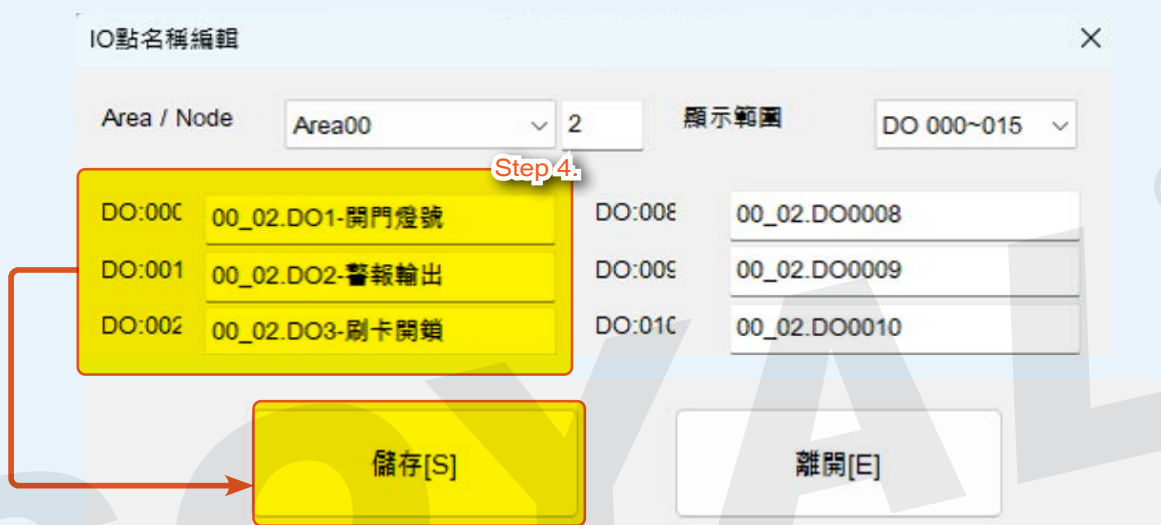 IO點名稱編輯
Area / Node Area00 2 顯示範圍 DO 000~015
Step 4.
DO:000 00_02.DO1-開門燈號 DO:008 00_02.DO0008
DO:001 00_02.DO2-警報輸出 DO:009 00_02.DO0009
DO:002 00_02.DO3-刷卡開鎖 DO:010 00_02.DO0010
儲存[S] 離開[E]